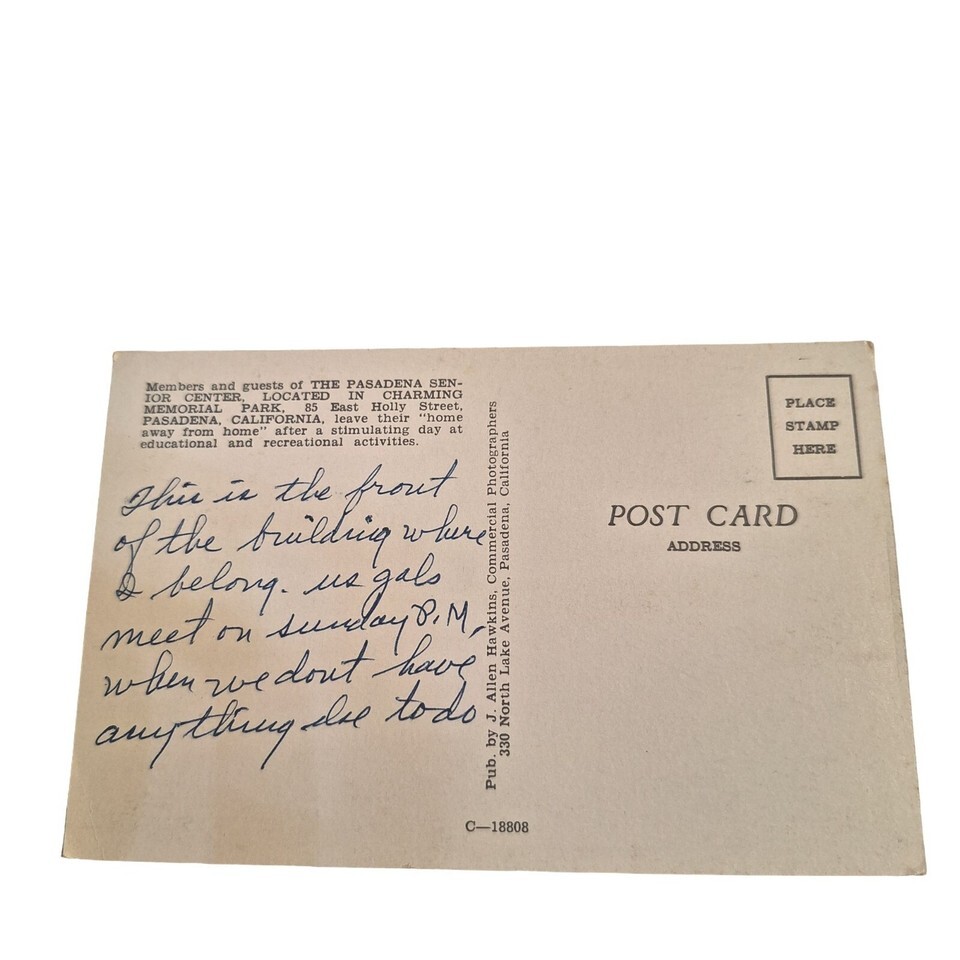 Members and guests of THE PASADENA SEN-
IOR CENTER, LOCATED IN CHARMING
MEMORIAL PARK, 85 East Holly Street,
PASADENA, CALIFORNIA, leave their "home
away from home" after a stimulating day at
educational and recreational activities.
This is the front
of the building where
I belong. us gals
meet on sunday P.M,
when we dont have
anything else to do
Pub. by J. Allen Hawkins, Commercial Photographers
330 North Lake Avenue, Pasadena, California
C—18808
PLACE
STAMP
HERE
POST CARD
ADDRESS